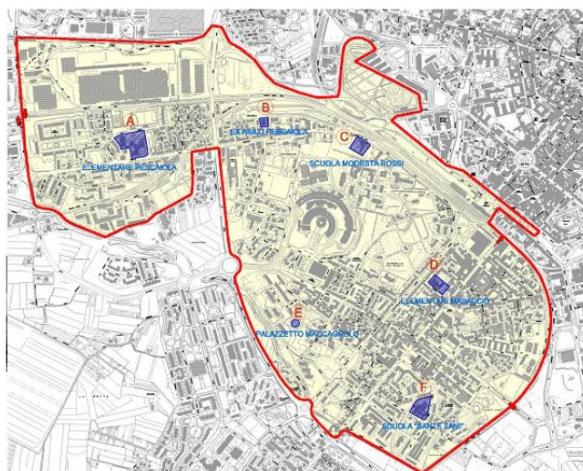 A
ELEMENTARE PESCAIOLA
B
EX ASILO PESCAIOLA
C
SCUOLA MODESTA ROSSI
D
ELEMENTARI MASACCIO
E
PALAZZETTO MACCAGNOLO
F
SCUOLA "SANTE TANI"